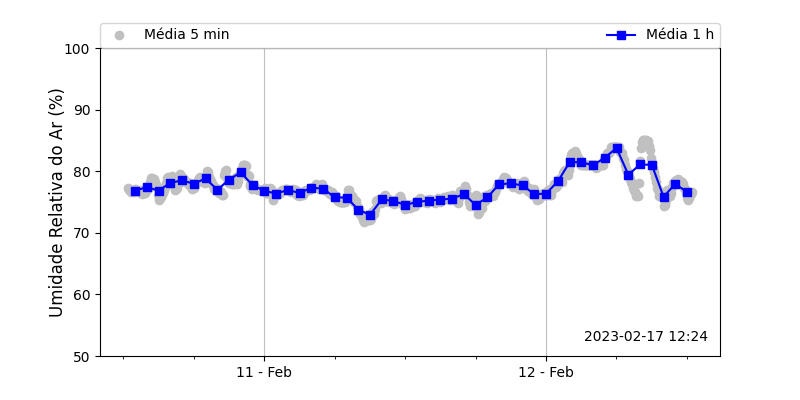 Média 5 min
Média 1 h
100
90
80
70
60
50
Umidade Relativa do Ar (%)
2023-02-17 12:24
11 - Feb
12 - Feb